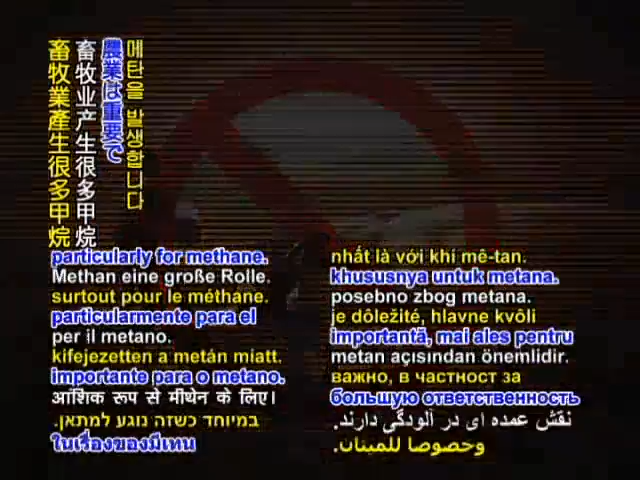 畜牧業產生很多甲烷
畜牧业产生很多甲烷
農業は重要で
메탄을 발생합니다
particularly for methane.
Methan eine große Rolle.
surtout pour le méthane.
particularmente para el
per il metano.
kifejezetten a metán miatt.
importante para o metano.
आंशिक रूप से मीथेन के लिए।
במיוחד כשזה נוגע למתאן.
ในเรื่องของมีเทน
nhất là với khí mê-tan.
khususnya untuk metana.
posebno zbog metana.
je dôležité, hlavne kvôli
importantă, mai ales pentru
metan açısından önemlidir.
важно, в частност за
большую ответственность
نقش عمده ای در آلودگی دارند.
وخصوصا للميثان.